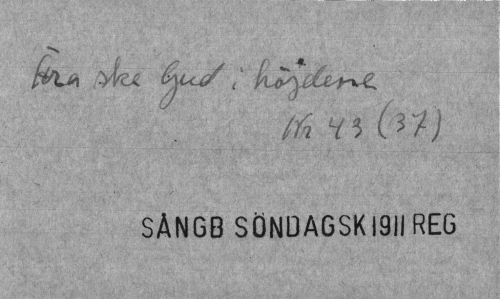 Ära ske Gud i höjdene
Nr 43 (37)
SÅNGB SÖNDAGSK 1911 REG